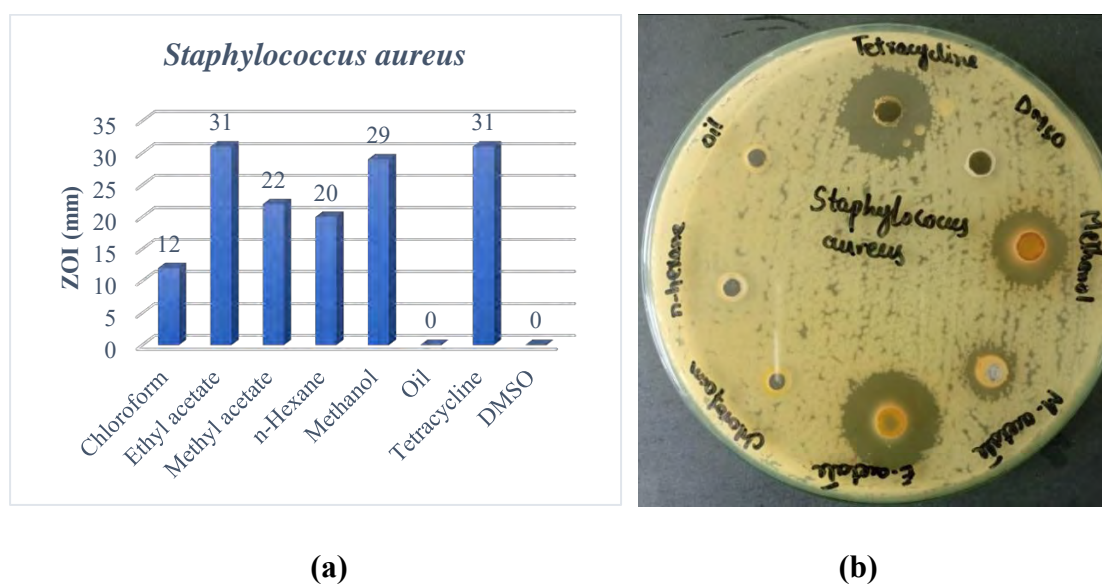 Staphylococcus aureus
ZOI (mm)
35
30
25
20
15
10
5
0
12
31
22
20
29
0
31
0
Chloroform
Ethyl acetate
Methyl acetate
n-Hexane
Methanol
Oil
Tetracycline
DMSO
(a)
Tetracycline
DMSO
Methanol
M. acetate
E. acetate
Chloroform
n-hexane
oil
Staphylococus
aureus
(b)